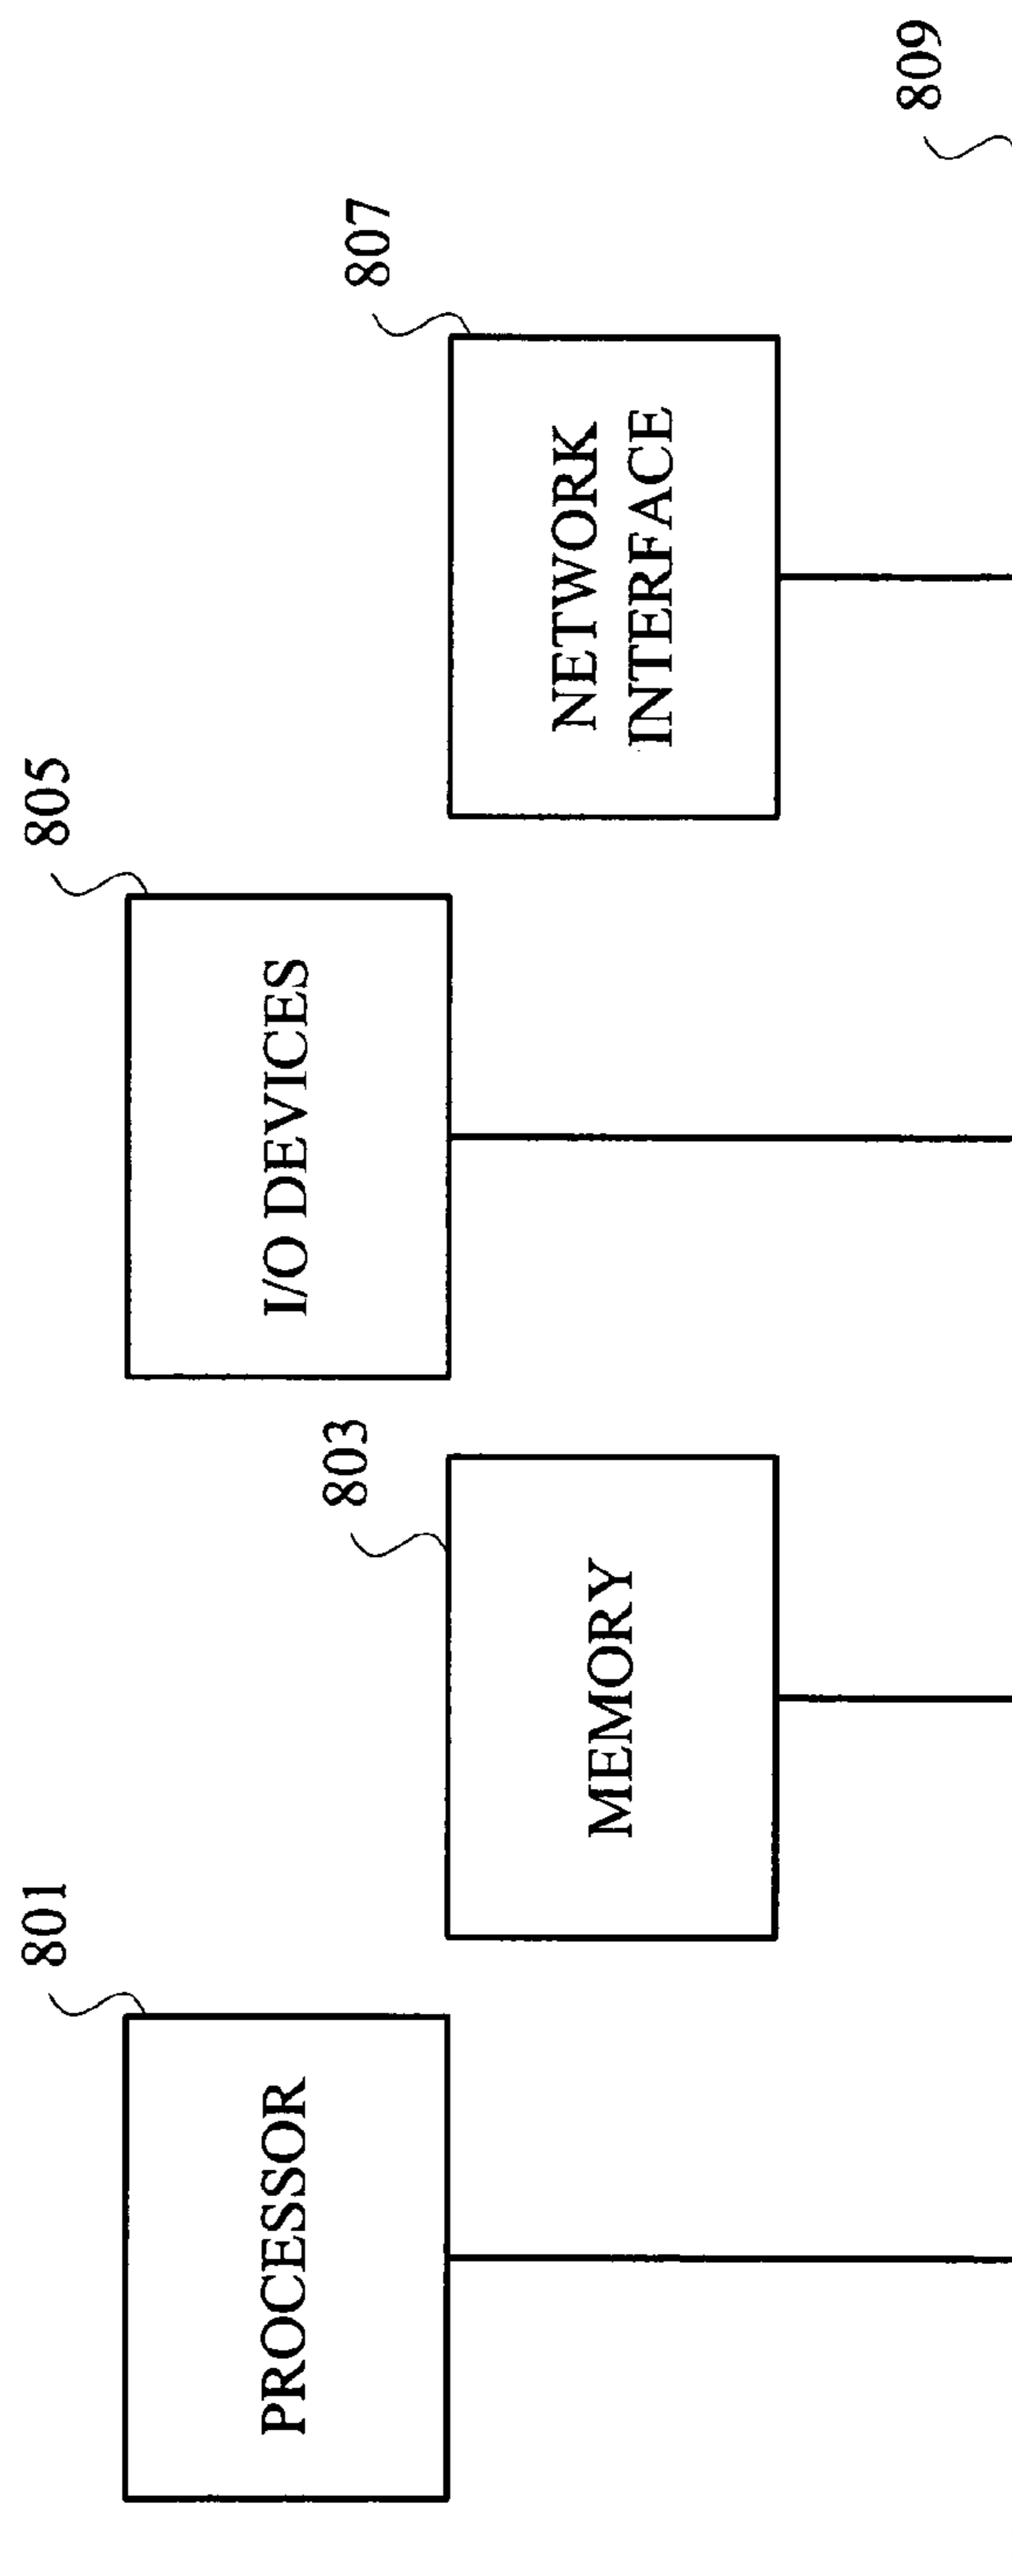 801
PROCESSOR
803
MEMORY
805
I/O DEVICES
807
NETWORK
INTERFACE
809